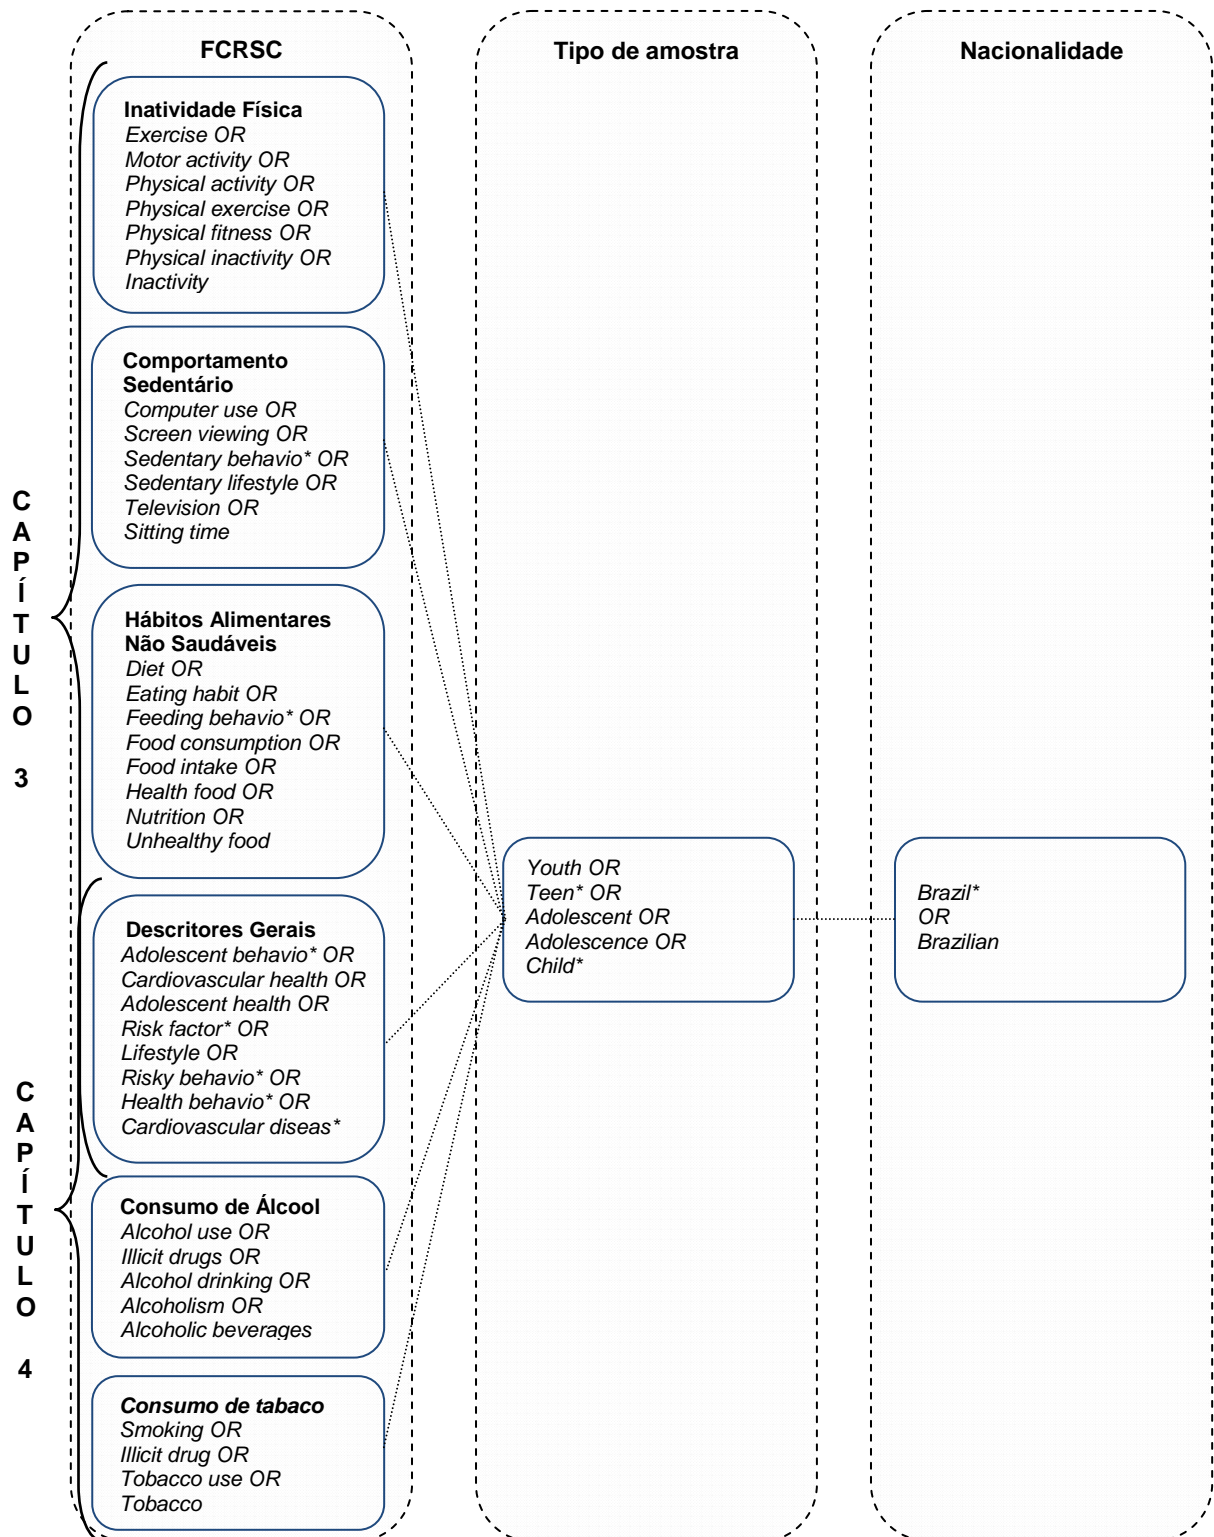 FCRSC
Inatividade Física
Exercise OR
Motor activity OR
Physical activity OR
Physical exercise OR
Physical fitness OR
Physical inactivity OR
Inactivity
Comportamento
Sedentário
Computer use OR
Screen viewing OR
Sedentary behavio* OR
Sedentary lifestyle OR
Television OR
Sitting time
Hábitos Alimentares
Não Saudáveis
Diet OR
Eating habit OR
Feeding behavio* OR
Food consumption OR
Food intake OR
Health food OR
Nutrition OR
Unhealthy food
Descritores Gerais
Adolescent behavio* OR
Cardiovascular health OR
Adolescent health OR
Risk factor* OR
Lifestyle OR
Risky behavio* OR
Health behavio* OR
Cardiovascular diseas*
Consumo de Álcool
Alcohol use OR
Illicit drugs OR
Alcohol drinking OR
Alcoholism OR
Alcoholic beverages
Consumo de tabaco
Smoking OR
Illicit drug OR
Tobacco use OR
Tobacco
CAPÍTULO 3
CAPÍTULO 4
Tipo de amostra
Youth OR
Teen* OR
Adolescent OR
Adolescence OR
Child*
Nacionalidade
Brazil*
OR
Brazilian